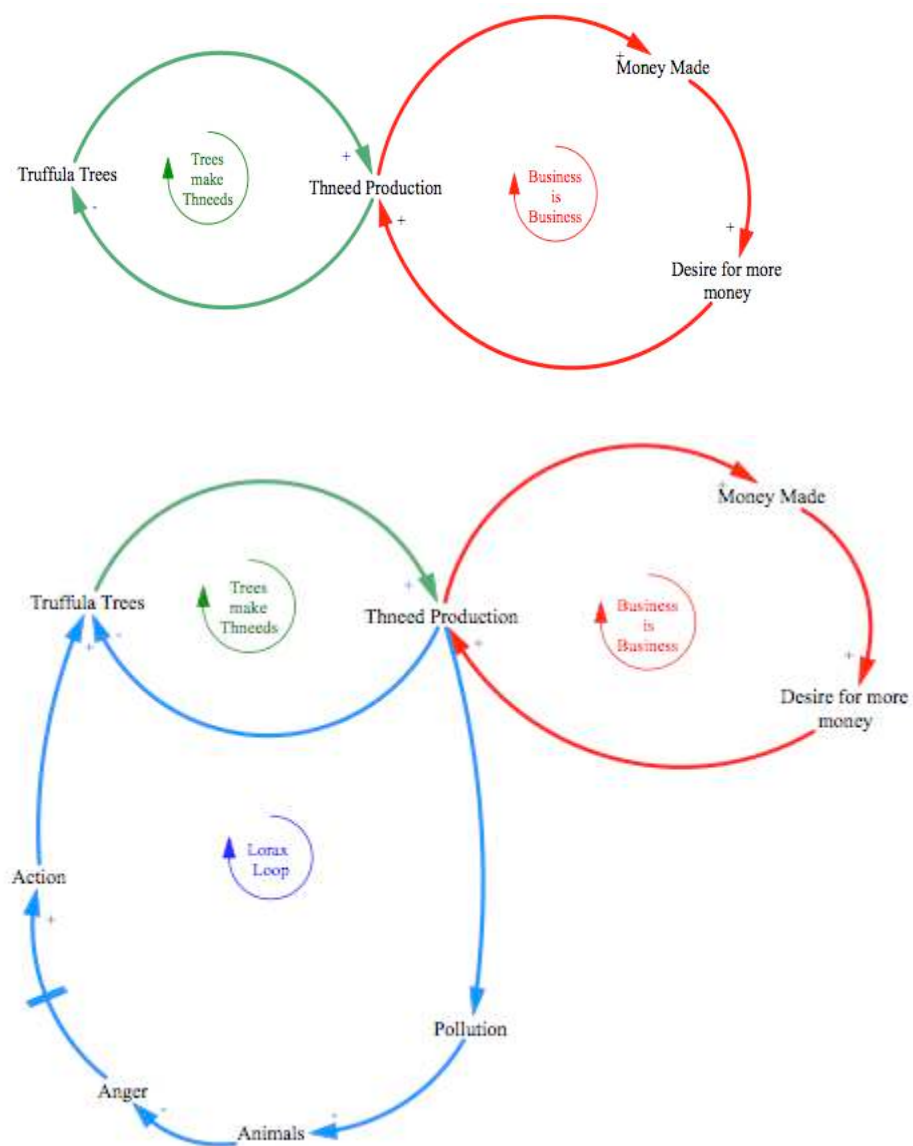 +
Money Made
Trees
make
Thneeds
Truffula Trees
+
Thneed Production
Business
is
Business
-
+
+
Desire for more
money
+
Money Made
Trees
make
Thneeds
+
Truffula Trees
Thneed Production
Business
is
Business
+
-
+
+
Desire for more
money
Lorax
Loop
Action
+
Pollution
Anger
-
-
Animals